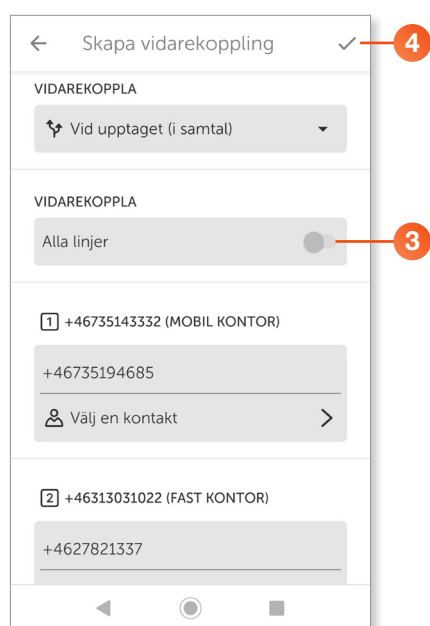 Skapa vidarekoppling
4
VIDAREKOPPLA
Vid upptaget (i samtal)
VIDAREKOPPLA
Alla linjer
3
1 +46735143332 (MOBIL KONTOR)
+46735194685
Välj en kontakt
2 +46313031022 (FAST KONTOR)
+4627821337